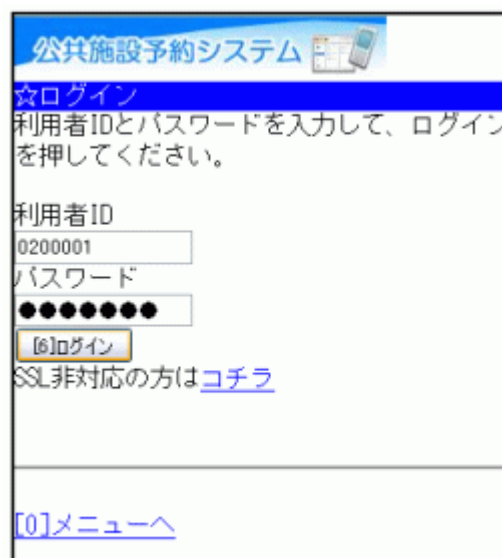 公共施設予約システム
☆ログイン
利用者IDとパスワードを入力して、ログイン
を押してください。
利用者ID
0200001
パスワード
●●●●●●●
[6]ログイン
SSL非対応の方はコチラ
[0]メニューへ